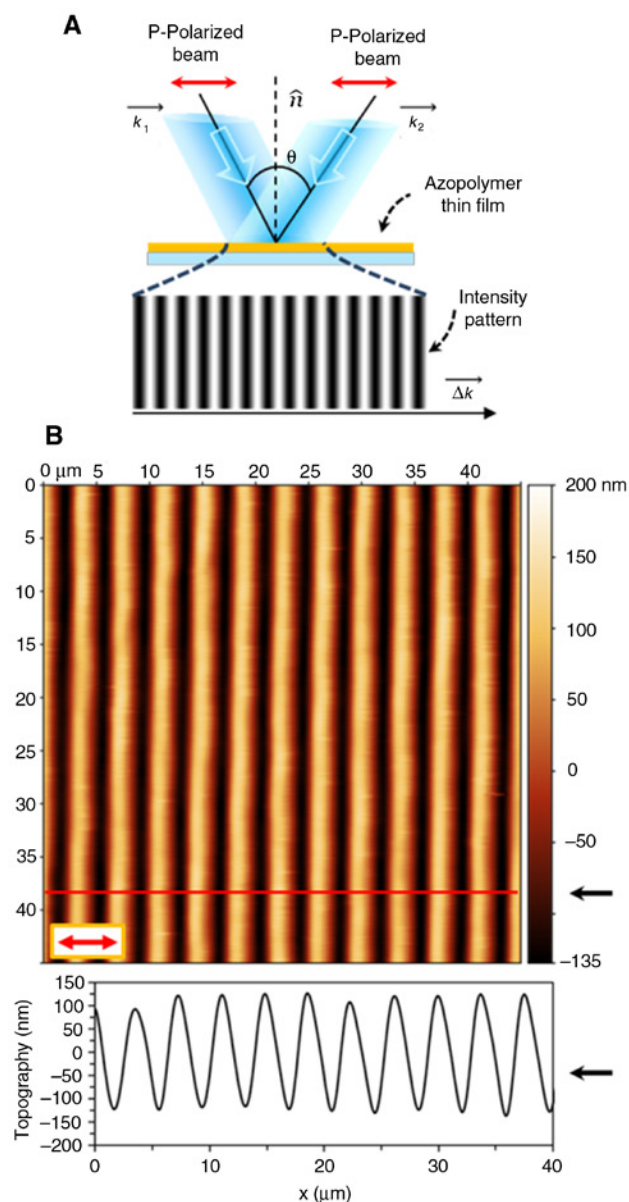 A
P-Polarized
beam
P-Polarized
beam
n̂
k1
k2
θ
Azopolymer
thin film
Intensity
pattern
Δk
B
0 μm 5 10 15 20 25 30 35 40
0
5
10
15
20
25
30
35
40
200 nm
150
100
50
0
−50
−135
Topography (nm)
150
100
50
0
−50
−100
−150
−200
0 10 20 30 40
x (μm)